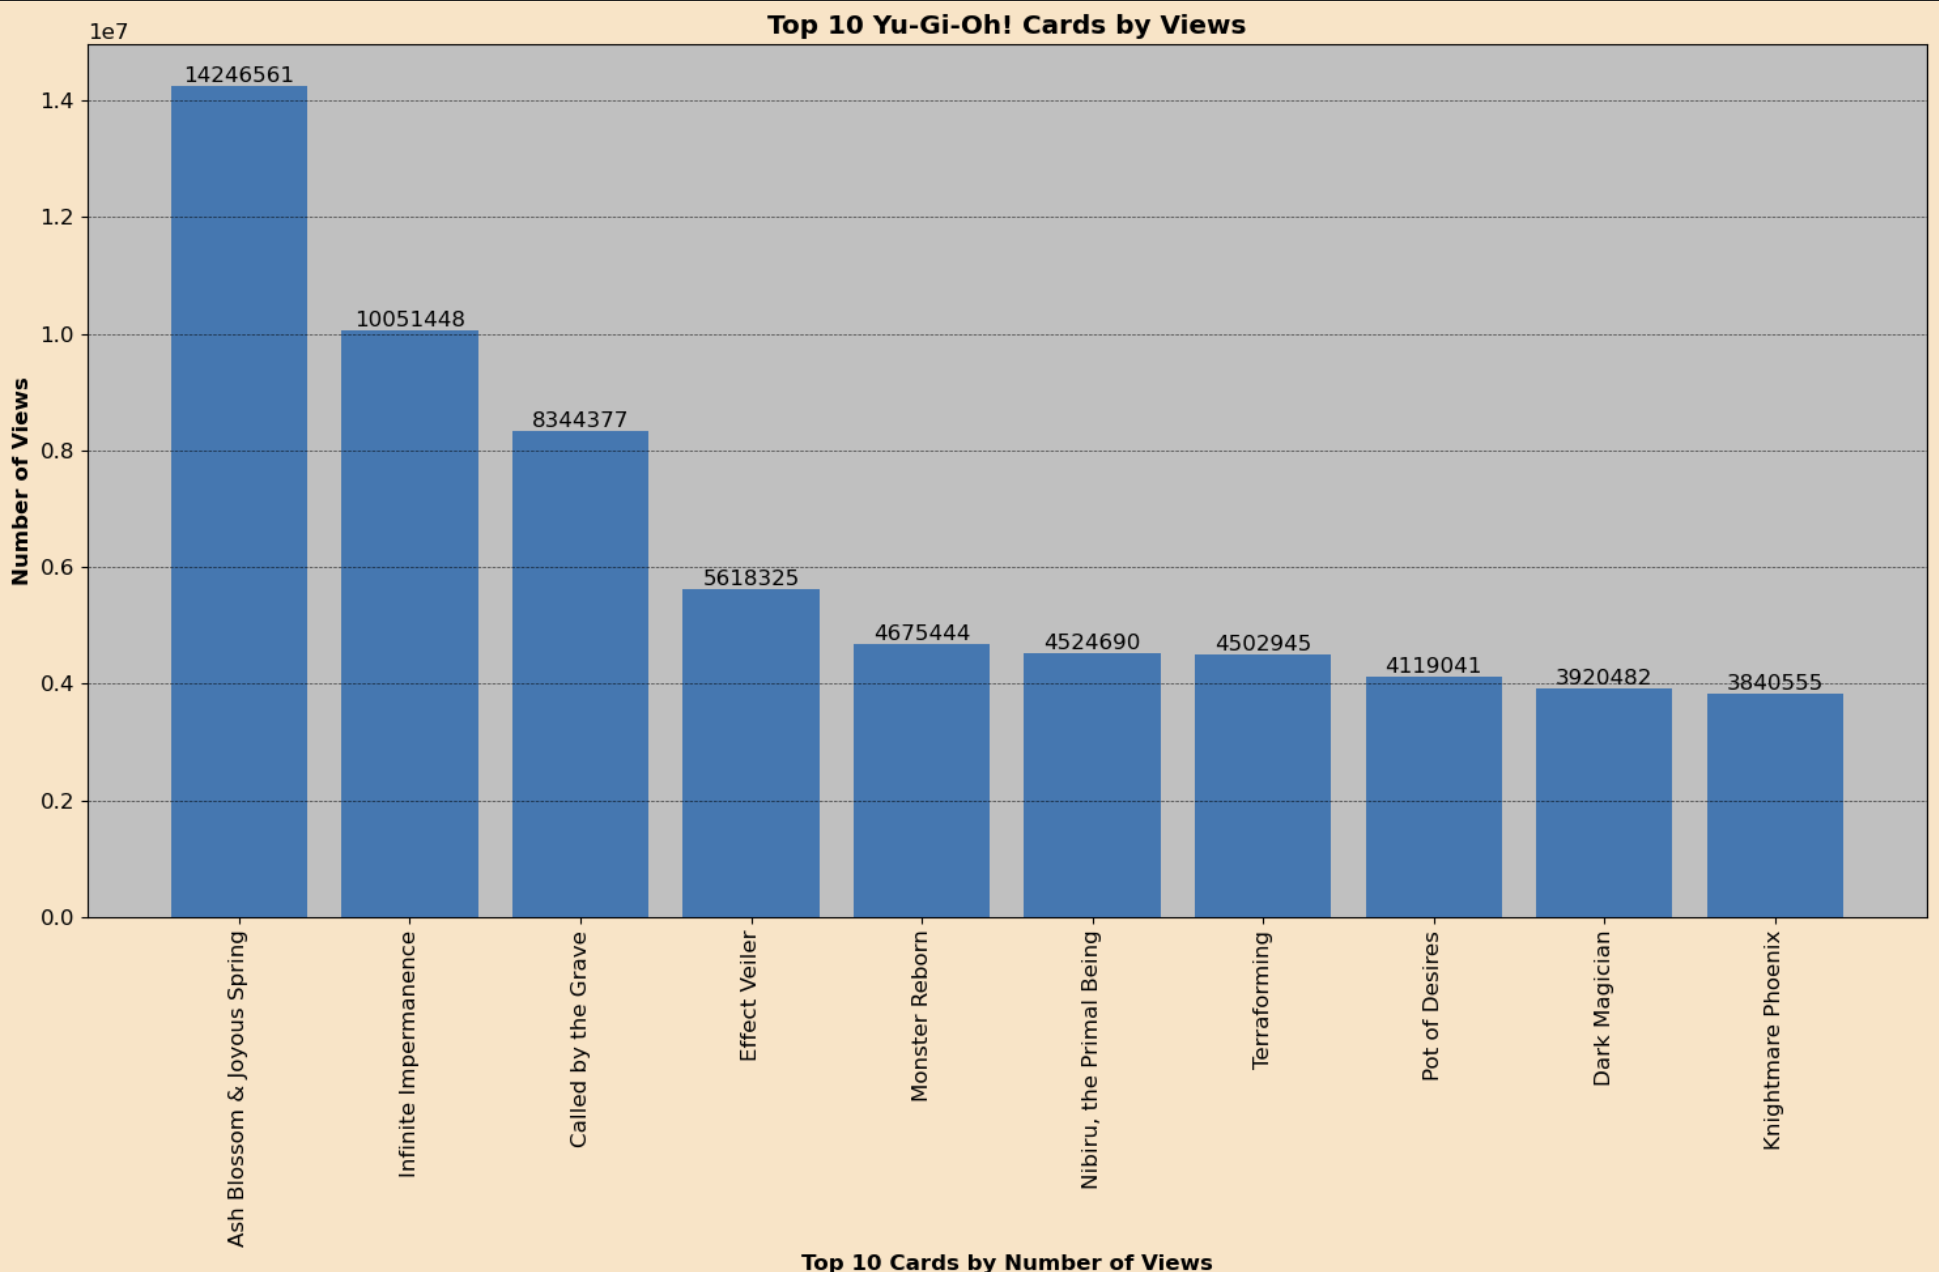 Top 10 Yu-Gi-Oh! Cards by Views
1e7
1.4
1.2
1.0
0.8
0.6
0.4
0.2
0.0
Number of Views
14246561
10051448
8344377
5618325
4675444
4524690
4502945
4119041
3920482
3840555
Ash Blossom & Joyous Spring
Infinite Impermanence
Called by the Grave
Effect Veiler
Monster Reborn
Nibiru, the Primal Being
Terraforming
Pot of Desires
Dark Magician
Knightmare Phoenix
Top 10 Cards by Number of Views